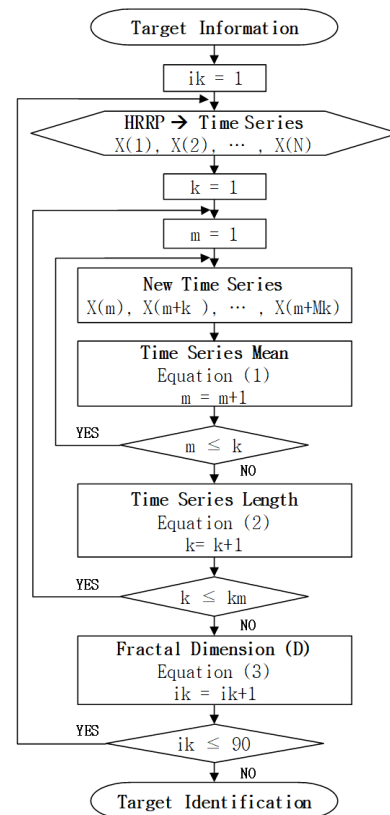 Target Information
ik = 1
HRRP → Time Series
X(1), X(2), ⋯ , X(N)
k = 1
m = 1
New Time Series
X(m), X(m+k ), ⋯ , X(m+Mk)
Time Series Mean
Equation (1)
m = m+1
YES
m ≤ k
NO
Time Series Length
Equation (2)
k= k+1
YES
k ≤ km
NO
Fractal Dimension (D)
Equation (3)
ik = ik+1
YES
ik ≤ 90
NO
Target Identification